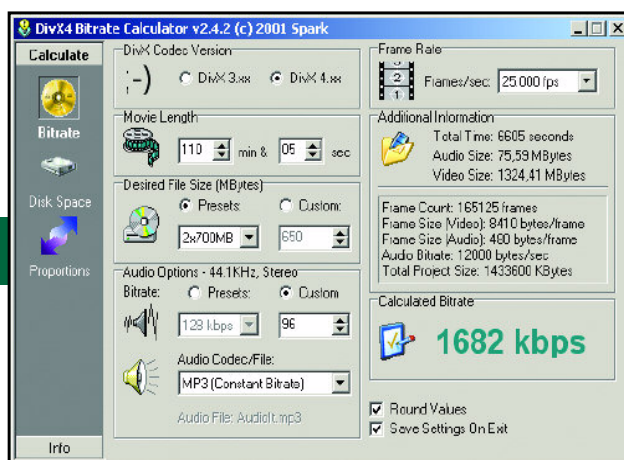 DivX4 Bitrate Calculator v2.4.2 (c) 2001 Spark
Calculate
Bitrate
Disk Space
Proportions
Info
DivX Codec Version
:-)
DivX 3.xx
DivX 4.xx
Movie Length
110 min & 05 sec
Desired File Size (MBytes)
Presets:
Custom:
2x700MB
650
Audio Options - 44.1KHz, Stereo
Bitrate:
Presets:
Custom
128 kbps
96
Audio Codec/File:
MP3 (Constant Bitrate)
Audio File: AudioIt.mp3
Frame Rate
3
2
1
Frames/sec:
25.000 fps
Additional Information
Total Time: 6605 seconds
Audio Size: 75,59 MBytes
Video Size: 1324,41 MBytes
Frame Count: 165125 frames
Frame Size (Video): 8410 bytes/frame
Frame Size (Audio): 480 bytes/frame
Audio Bitrate: 12000 bytes/sec
Total Project Size: 1433600 KBytes
Calculated Bitrate
1682 kbps
Round Values
Save Settings On Exit